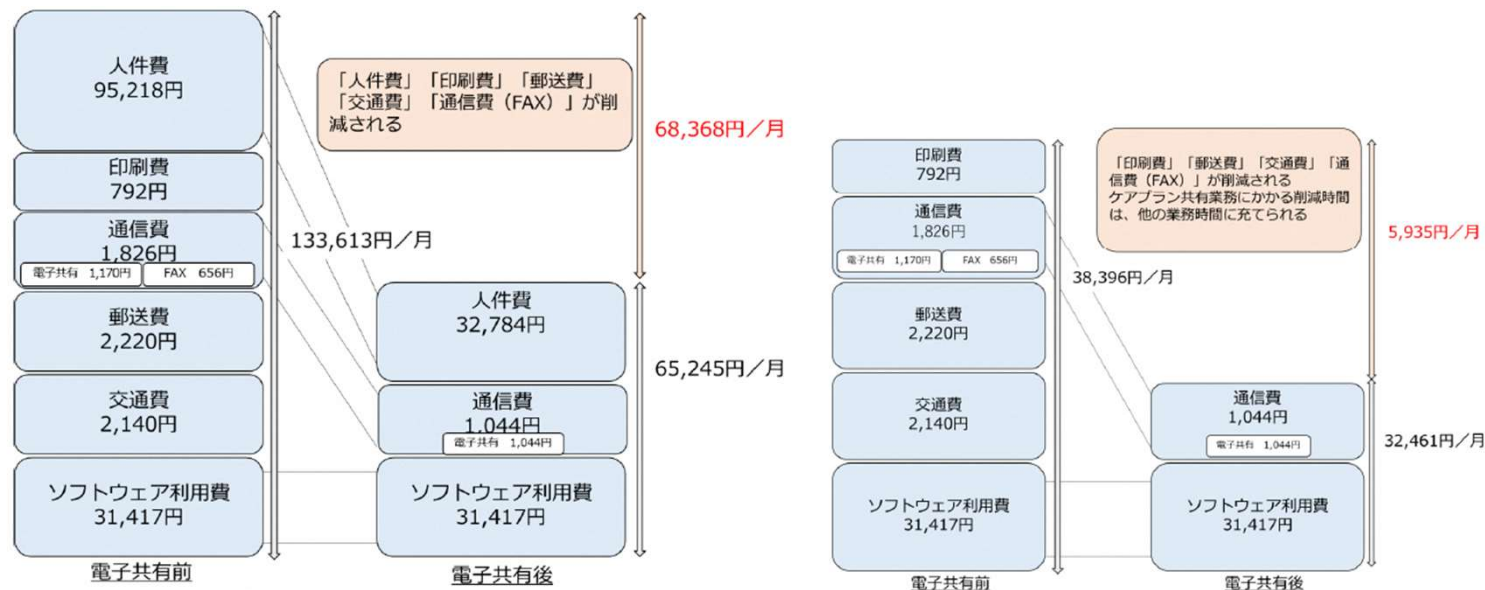 人件費
95,218円
印刷費
792円
通信費
1,826円
電子共有 1,170円
FAX 656円
郵送費
2,220円
交通費
2,140円
ソフトウェア利用費
31,417円
電子共有前
133,613円／月
「人件費」「印刷費」「郵送費」
「交通費」「通信費（FAX）」が削
減される
68,368円／月
人件費
32,784円
通信費
1,044円
電子共有 1,044円
ソフトウェア利用費
31,417円
電子共有後
65,245円／月
印刷費
792円
通信費
1,826円
電子共有 1,170円
FAX 656円
郵送費
2,220円
交通費
2,140円
ソフトウェア利用費
31,417円
電子共有前
38,396円／月
「印刷費」「郵送費」「交通費」「通
信費（FAX）」が削減される
ケアプラン共有業務にかかる削減時間
は、他の業務時間に充てられる
5,935円／月
通信費
1,044円
電子共有 1,044円
ソフトウェア利用費
31,417円
電子共有後
32,461円／月